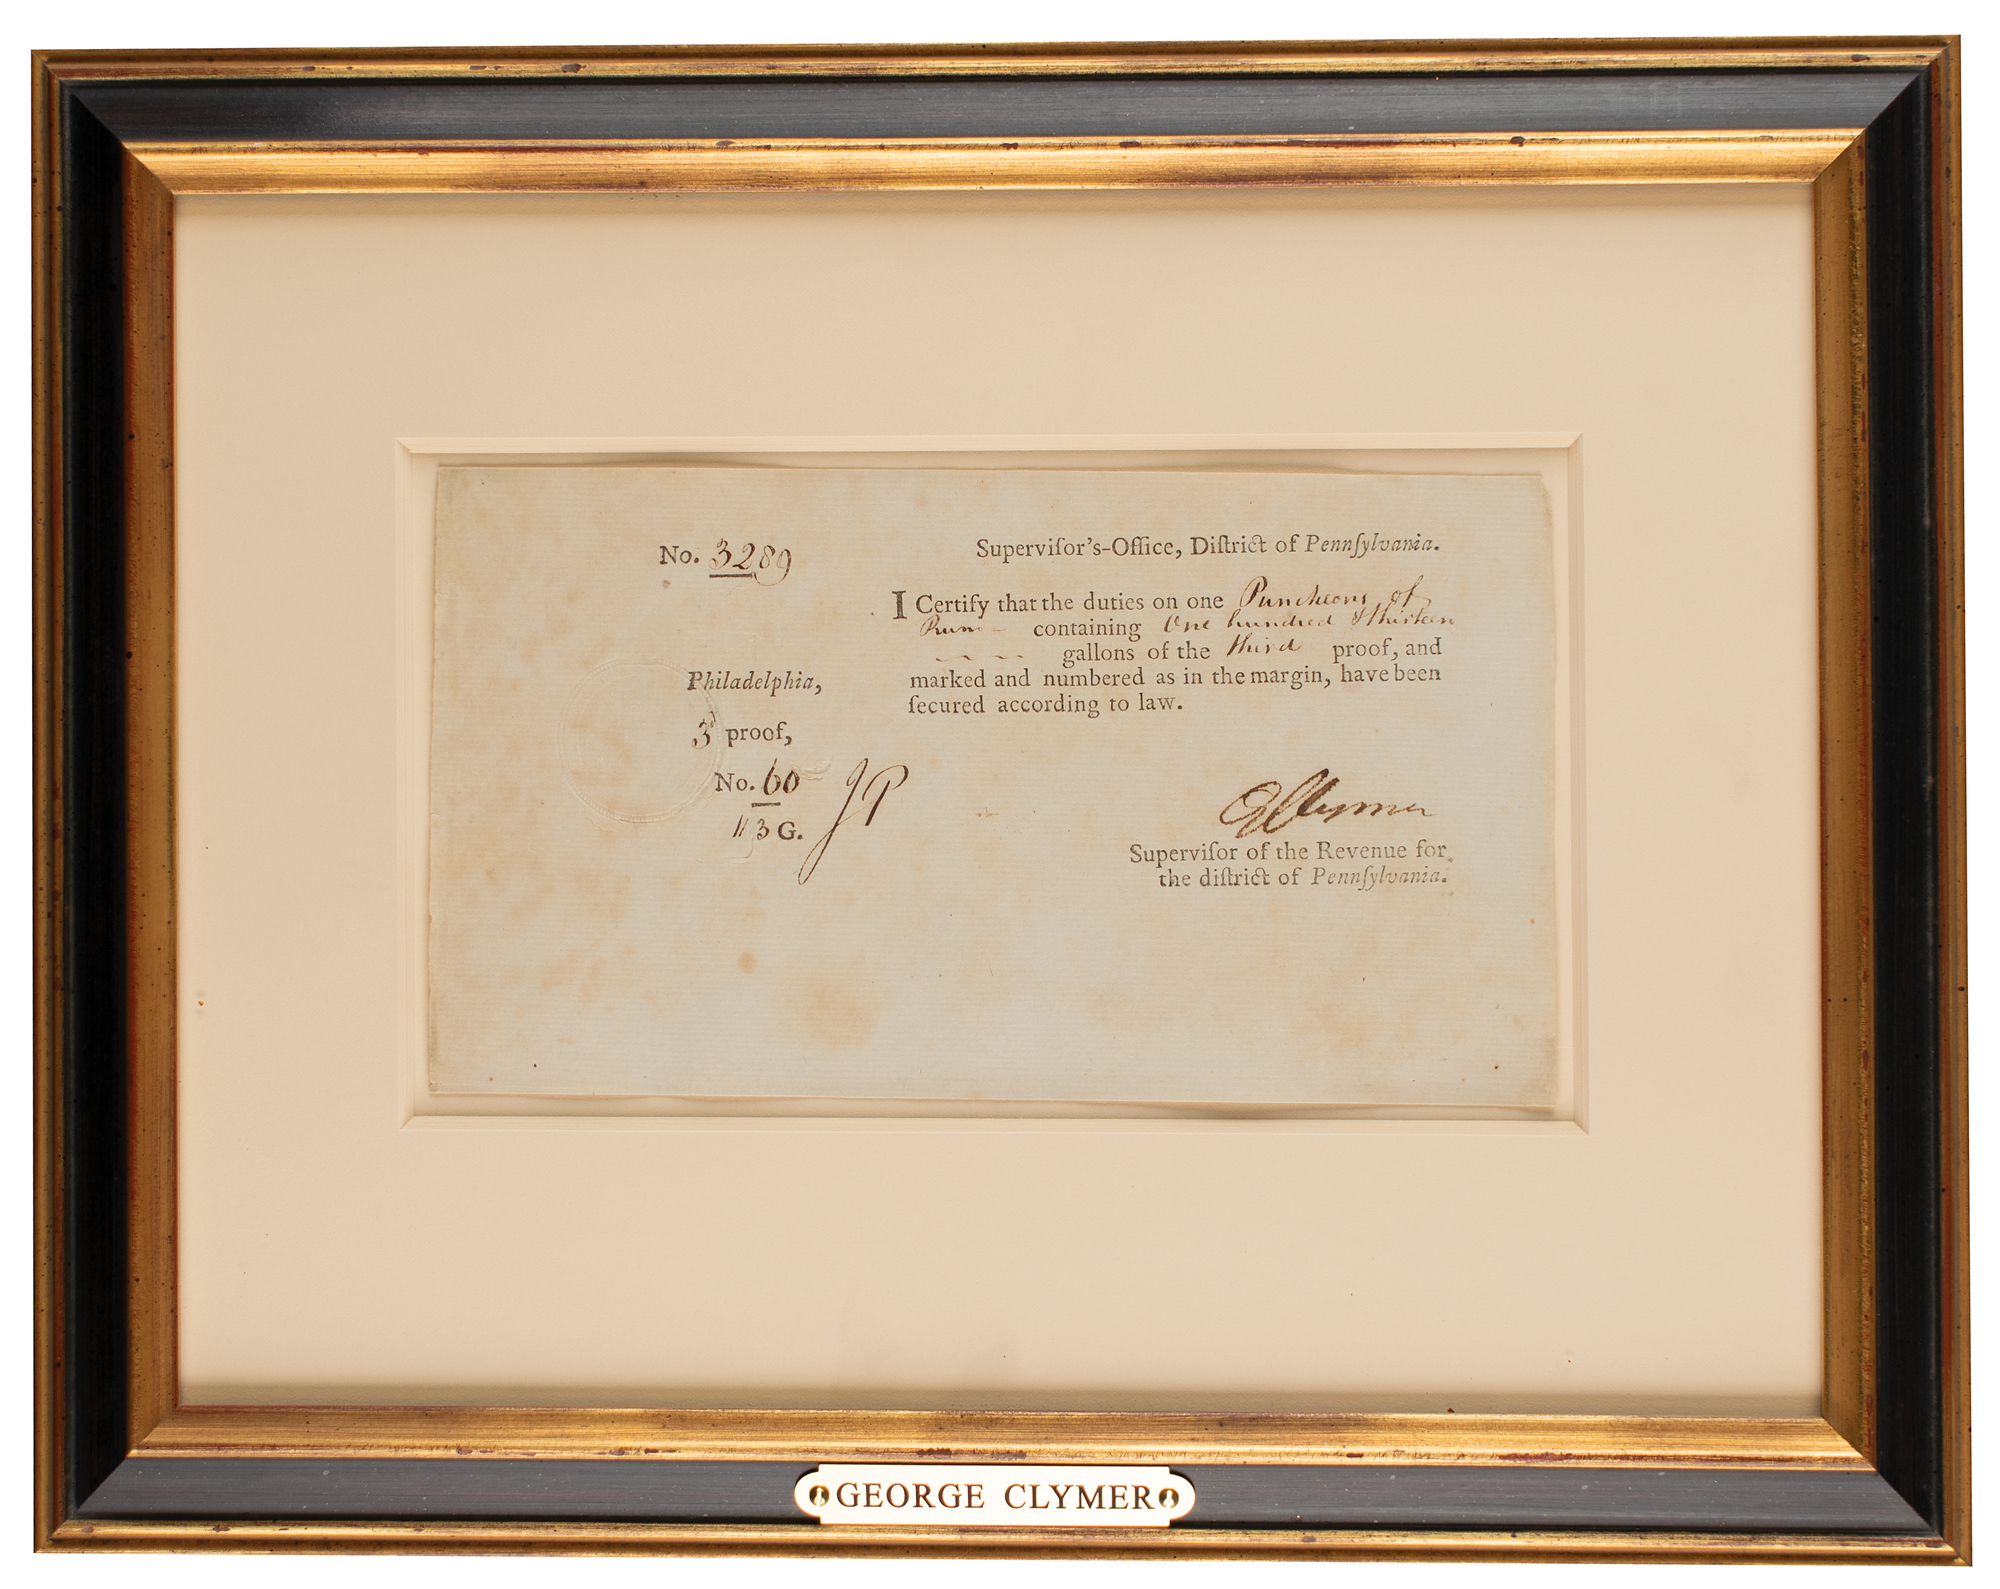 No. 3289
Superviſor's-Office, Diſtrict of Pennſylvania.
I Certify that the duties on one Puncheons of
Rum containing One hundred & thirteen
gallons of the third proof, and
marked and numbered as in the margin, have been
ſecured according to law.
Philadelphia,
3d proof,
No. 60
113 G.
JP
GClymer
Superviſor of the Revenue for
the diſtrict of Pennſylvania.
GEORGE CLYMER